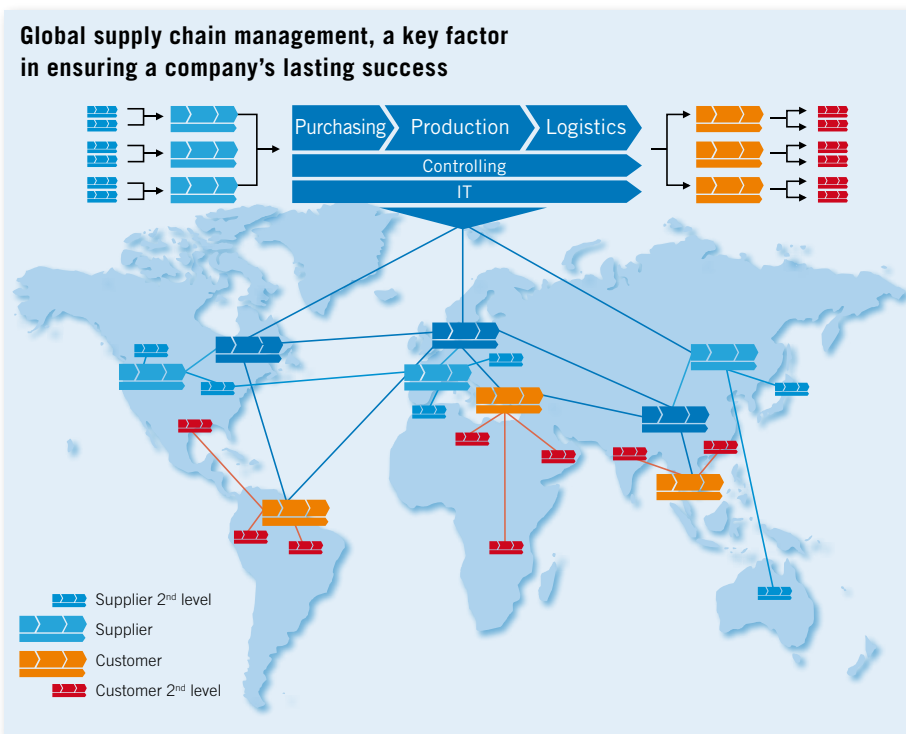 Global supply chain management, a key factor
in ensuring a company’s lasting success
Purchasing Production Logistics
Controlling
IT
Supplier 2nd level
Supplier
Customer
Customer 2nd level